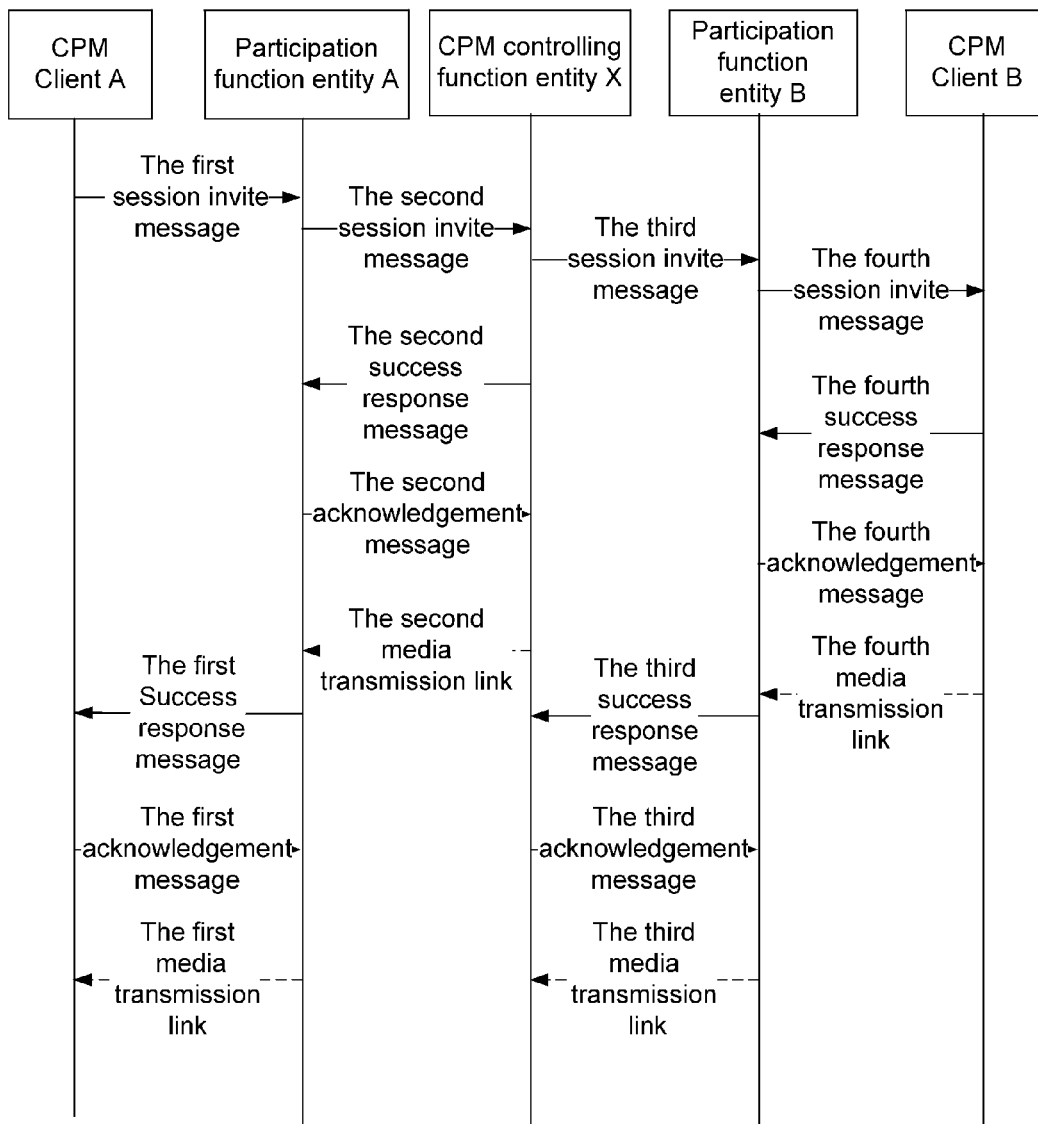 CPM
Client A
Participation
function entity A
CPM controlling
function entity X
Participation
function
entity B
CPM
Client B
The first
session invite
message
The second
session invite
message
The third
session invite
message
The fourth
session invite
message
The second
success
response
message
The fourth
success
response
message
The second
acknowledgement
message
The fourth
acknowledgement
message
The second
media
transmission link
The fourth
media
transmission
link
The first
Success
response
message
The third
success
response
message
The first
acknowledgement
message
The third
acknowledgement
message
The first
media
transmission
link
The third
media
transmission
link